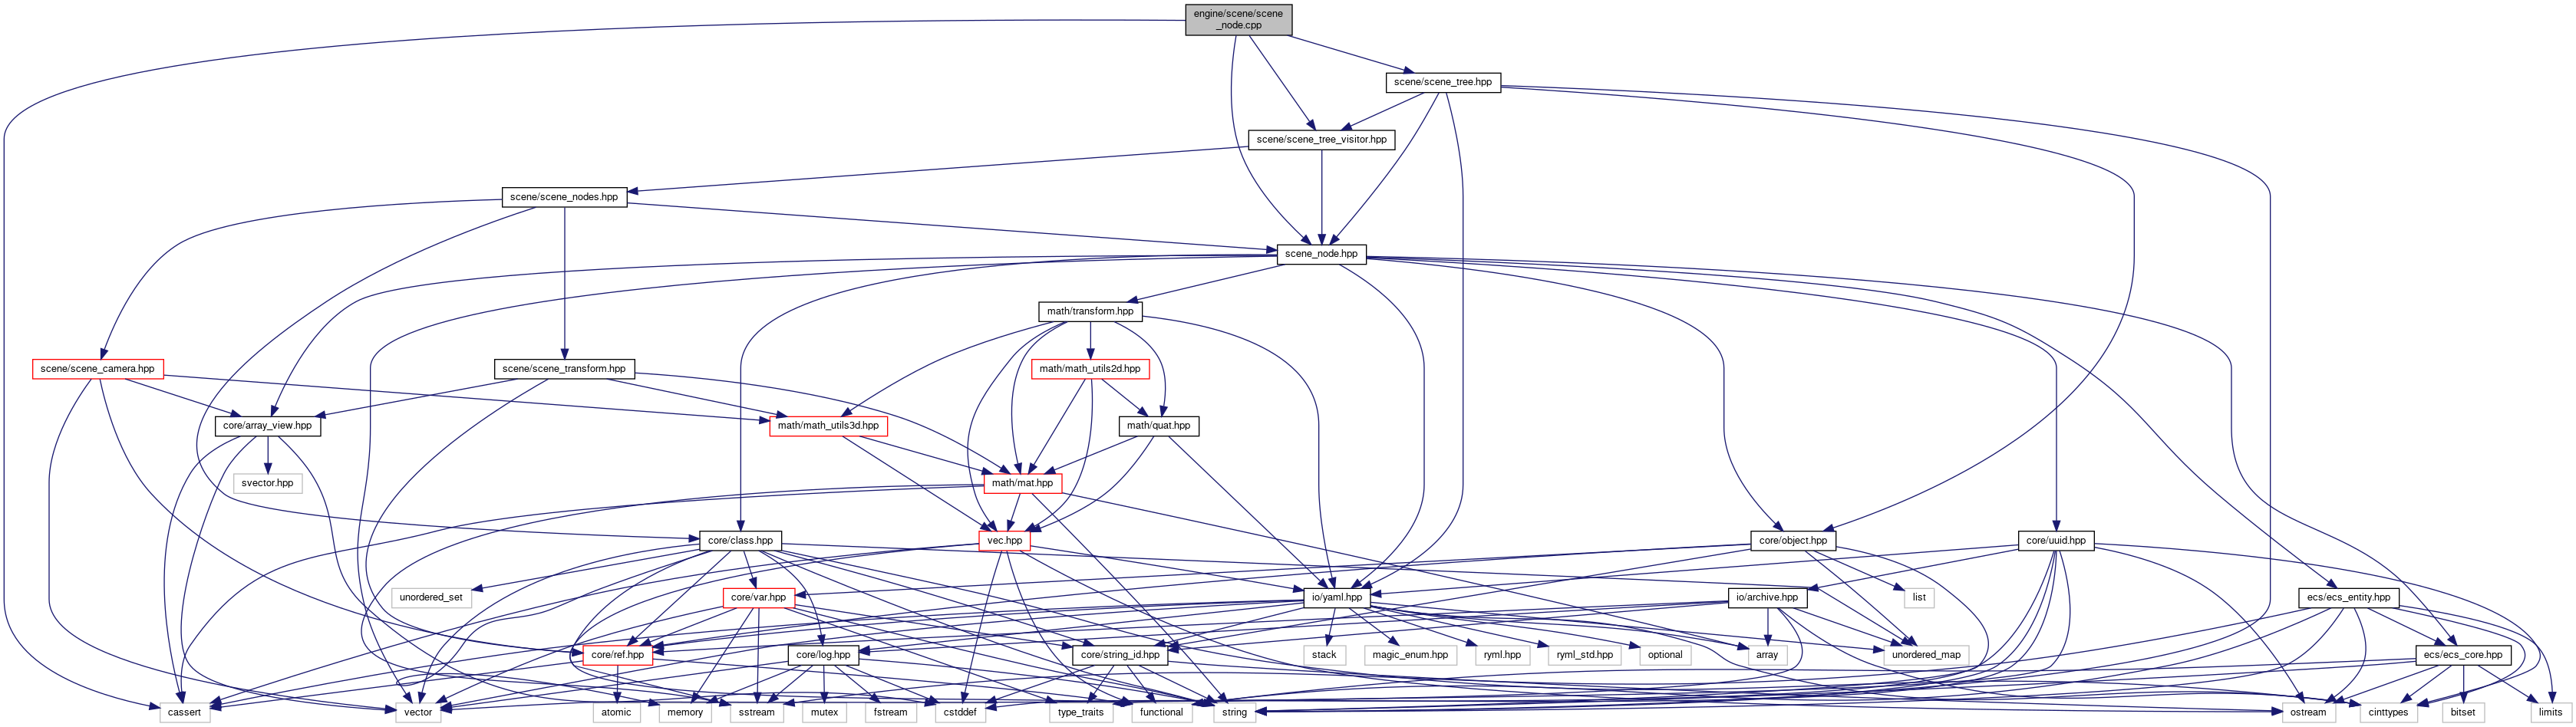 engine/scene/scene
_node.cpp
scene/scene_tree.hpp
scene/scene_tree_visitor.hpp
scene/scene_nodes.hpp
scene_node.hpp
math/transform.hpp
scene/scene_camera.hpp
scene/scene_transform.hpp
math/math_utils2d.hpp
core/array_view.hpp
math/math_utils3d.hpp
math/quat.hpp
svector.hpp
math/mat.hpp
core/class.hpp
vec.hpp
core/object.hpp
core/uuid.hpp
unordered_set
core/var.hpp
io/yaml.hpp
io/archive.hpp
list
ecs/ecs_entity.hpp
core/ref.hpp
core/log.hpp
core/string_id.hpp
stack
magic_enum.hpp
ryml.hpp
ryml_std.hpp
optional
array
unordered_map
ecs/ecs_core.hpp
cassert
vector
atomic
memory
sstream
mutex
fstream
cstddef
type_traits
functional
string
ostream
cinttypes
bitset
limits